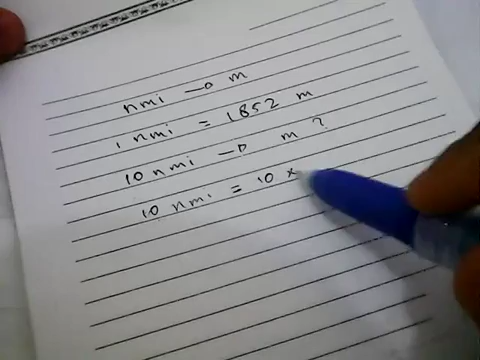 nmi → m
1 nmi = 1852 m
10 nmi → m ?
10 nmi = 10 x